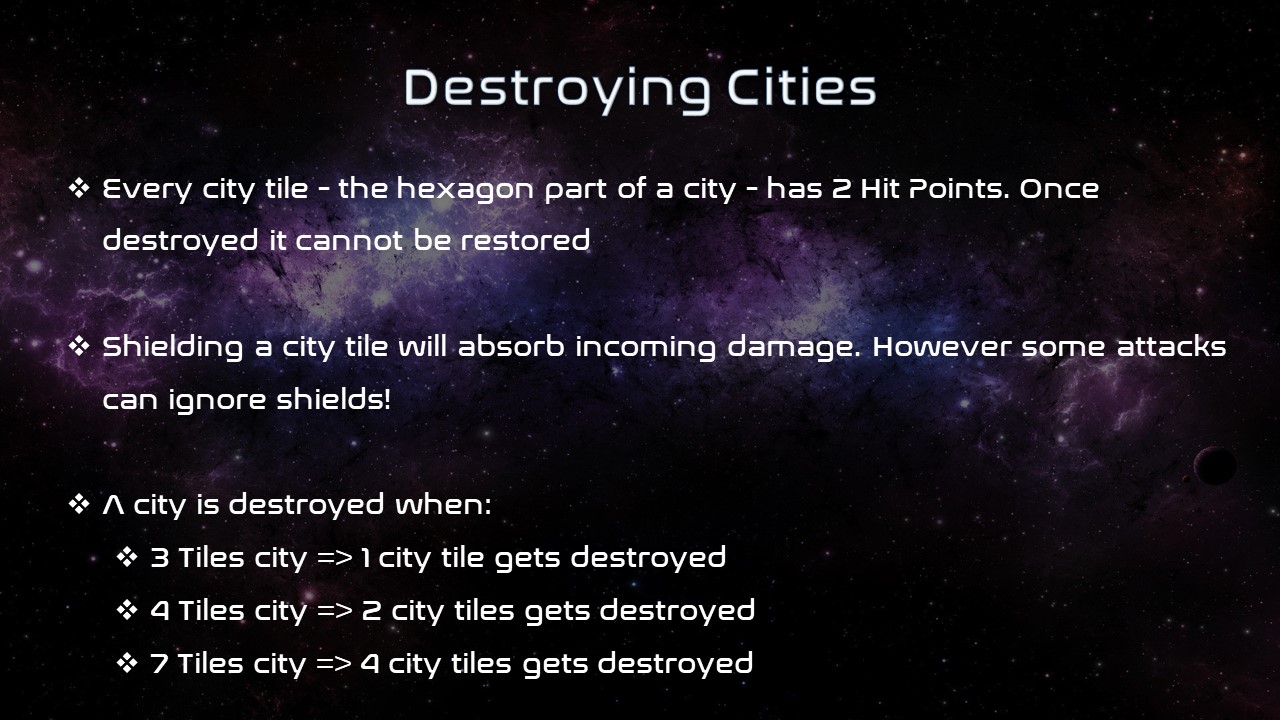 Destroying Cities
❖ Every city tile - the hexagon part of a city - has 2 Hit Points. Once
destroyed it cannot be restored
❖ Shielding a city tile will absorb incoming damage. However some attacks
can ignore shields!
❖ A city is destroyed when:
❖ 3 Tiles city => 1 city tile gets destroyed
❖ 4 Tiles city => 2 city tiles gets destroyed
❖ 7 Tiles city => 4 city tiles gets destroyed